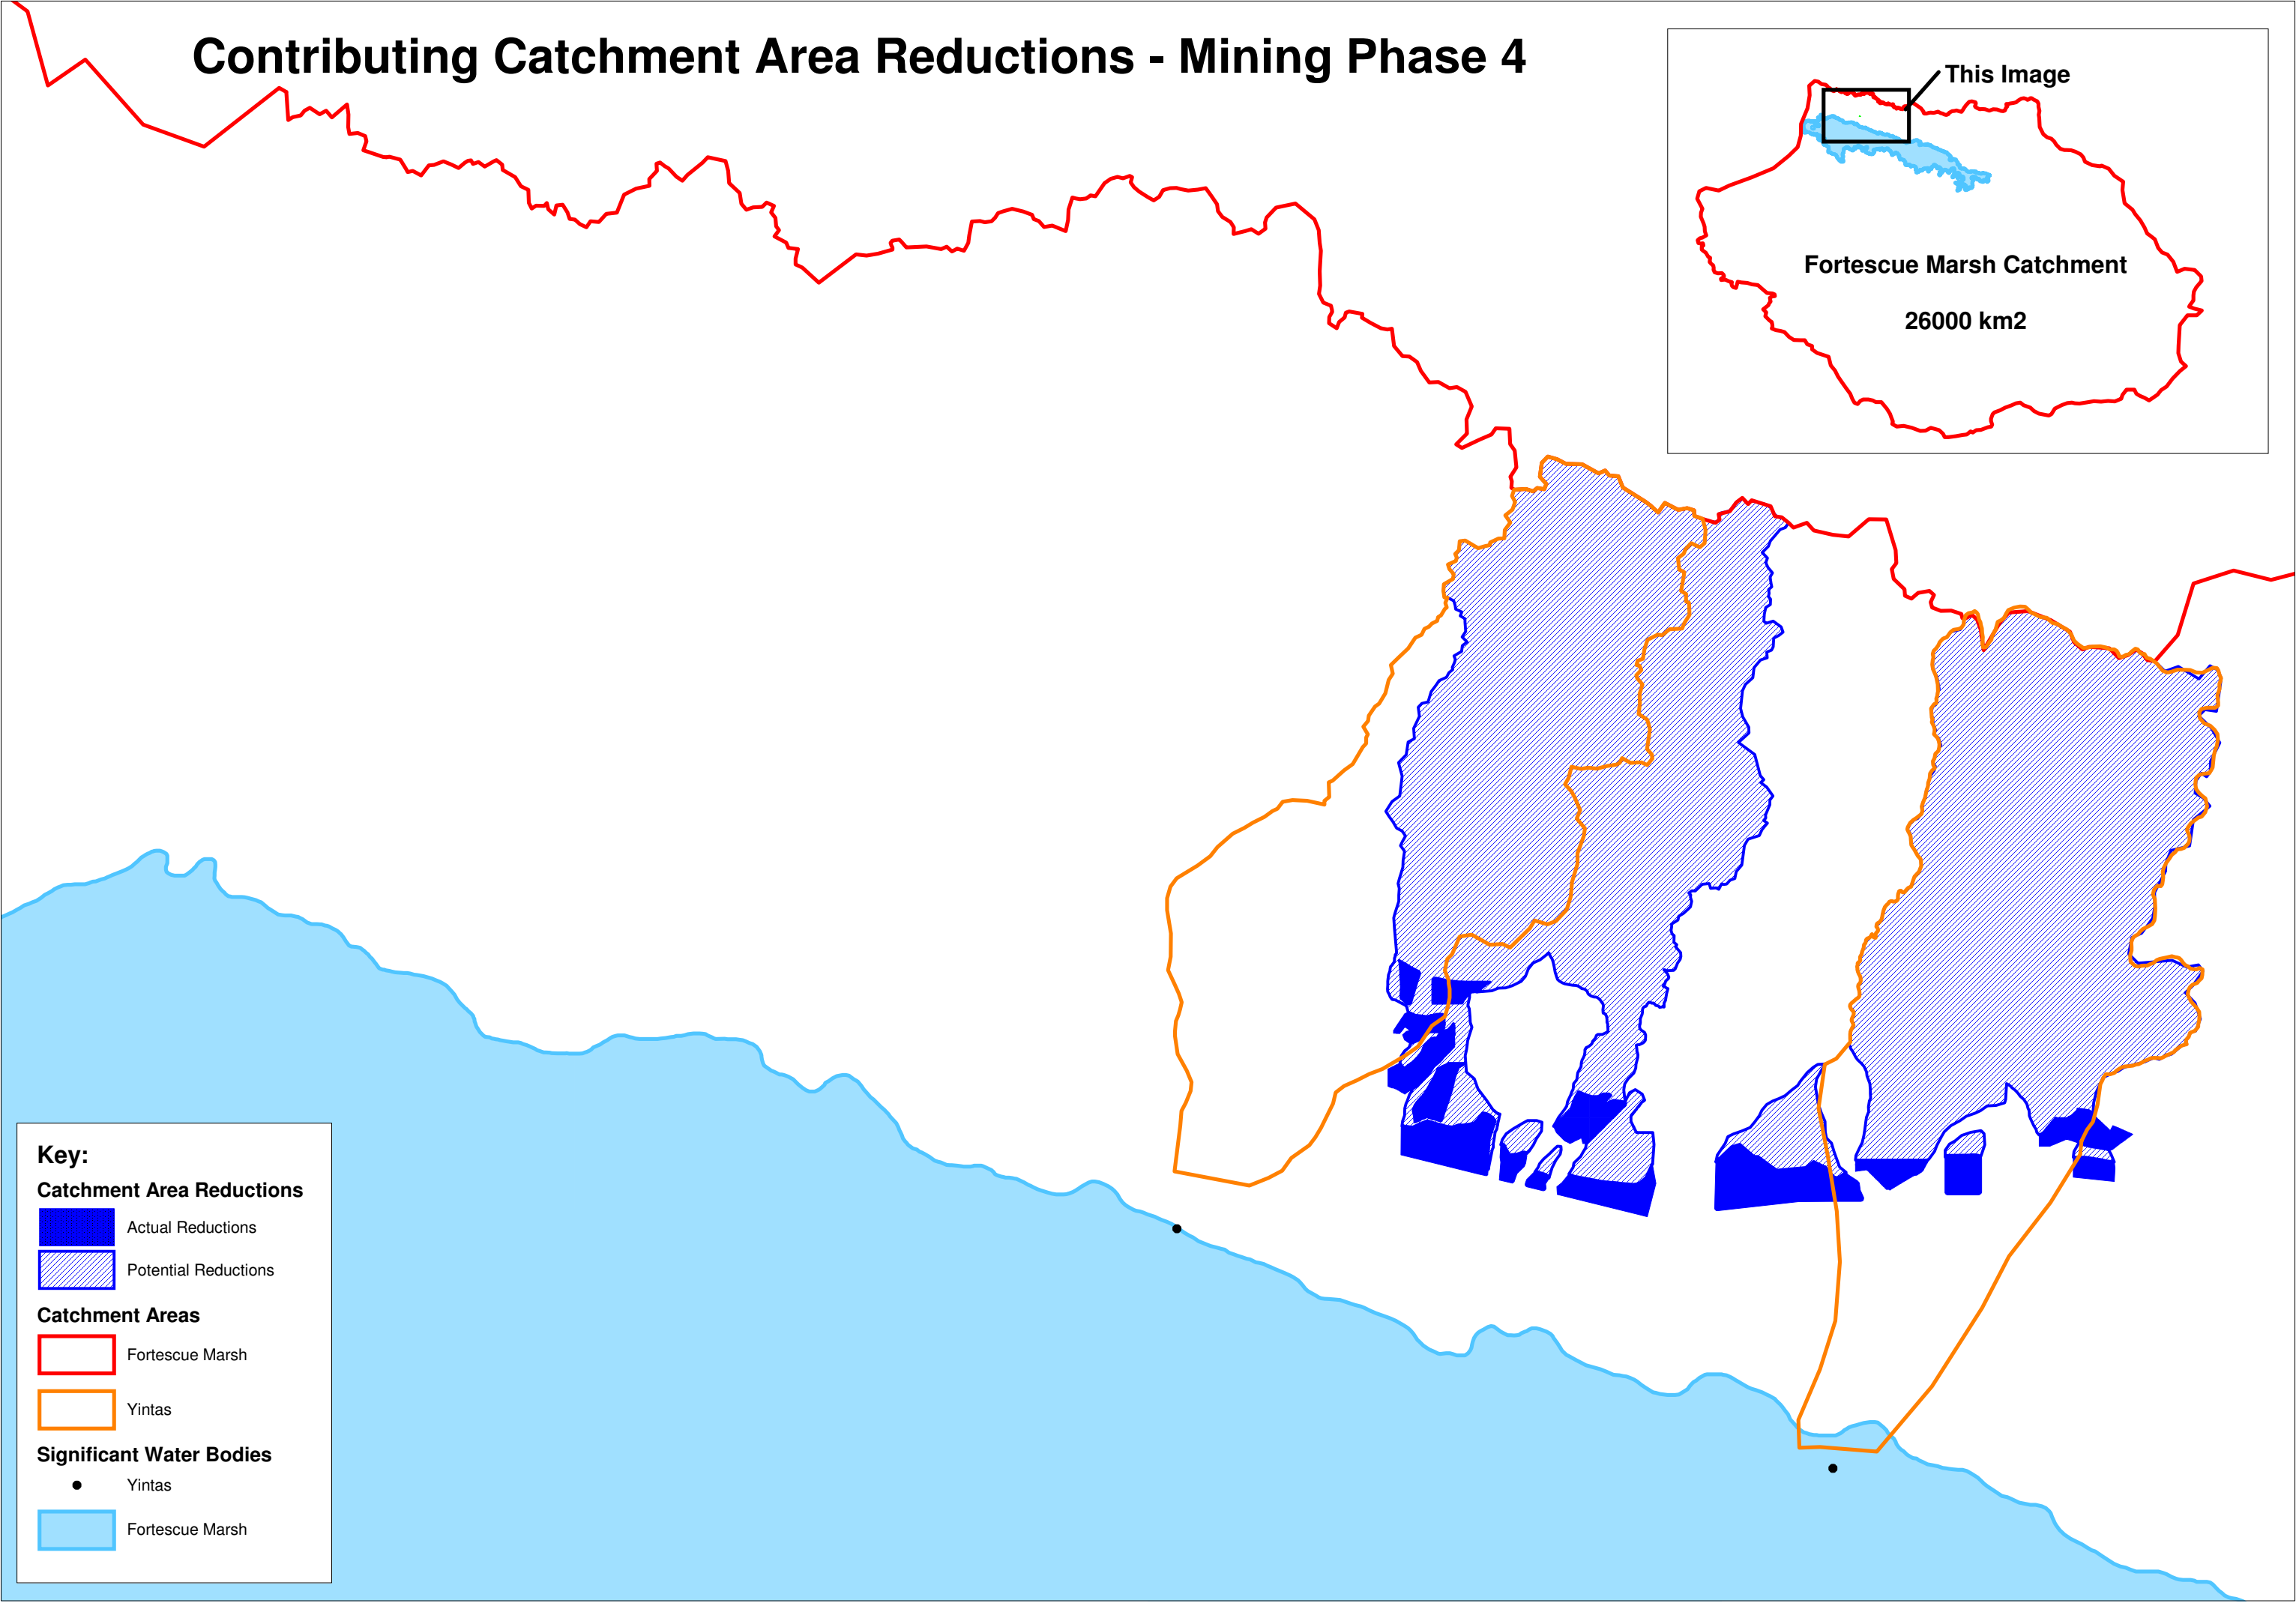 Contributing Catchment Area Reductions - Mining Phase 4
This Image
Fortescue Marsh Catchment
26000 km2
Key:
Catchment Area Reductions
Actual Reductions
Potential Reductions
Catchment Areas
Fortescue Marsh
Yintas
Significant Water Bodies
Yintas
Fortescue Marsh